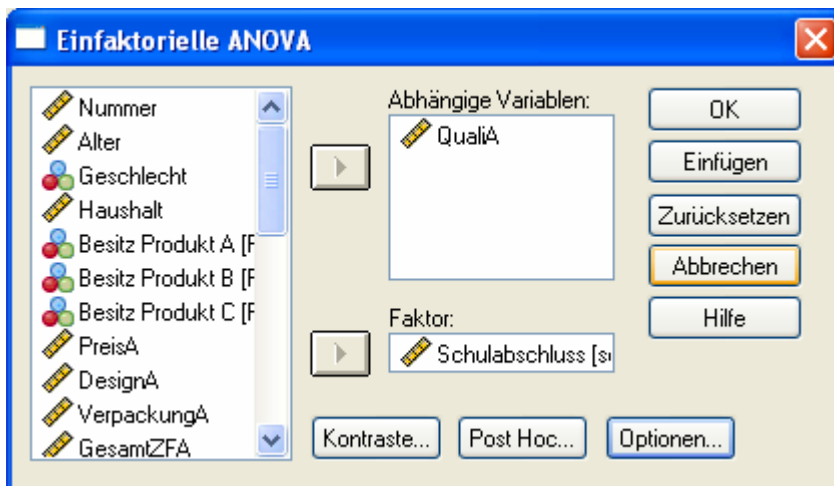 Einfaktorielle ANOVA
Nummer
Alter
Geschlecht
Haushalt
Besitz Produkt A [F
Besitz Produkt B [F
Besitz Produkt C [F
PreisA
DesignA
VerpackungA
GesamtZFA
Abhängige Variablen:
QualiA
Faktor:
Schulabschluss [s
OK
Einfügen
Zurücksetzen
Abbrechen
Hilfe
Kontraste...
Post Hoc...
Optionen...